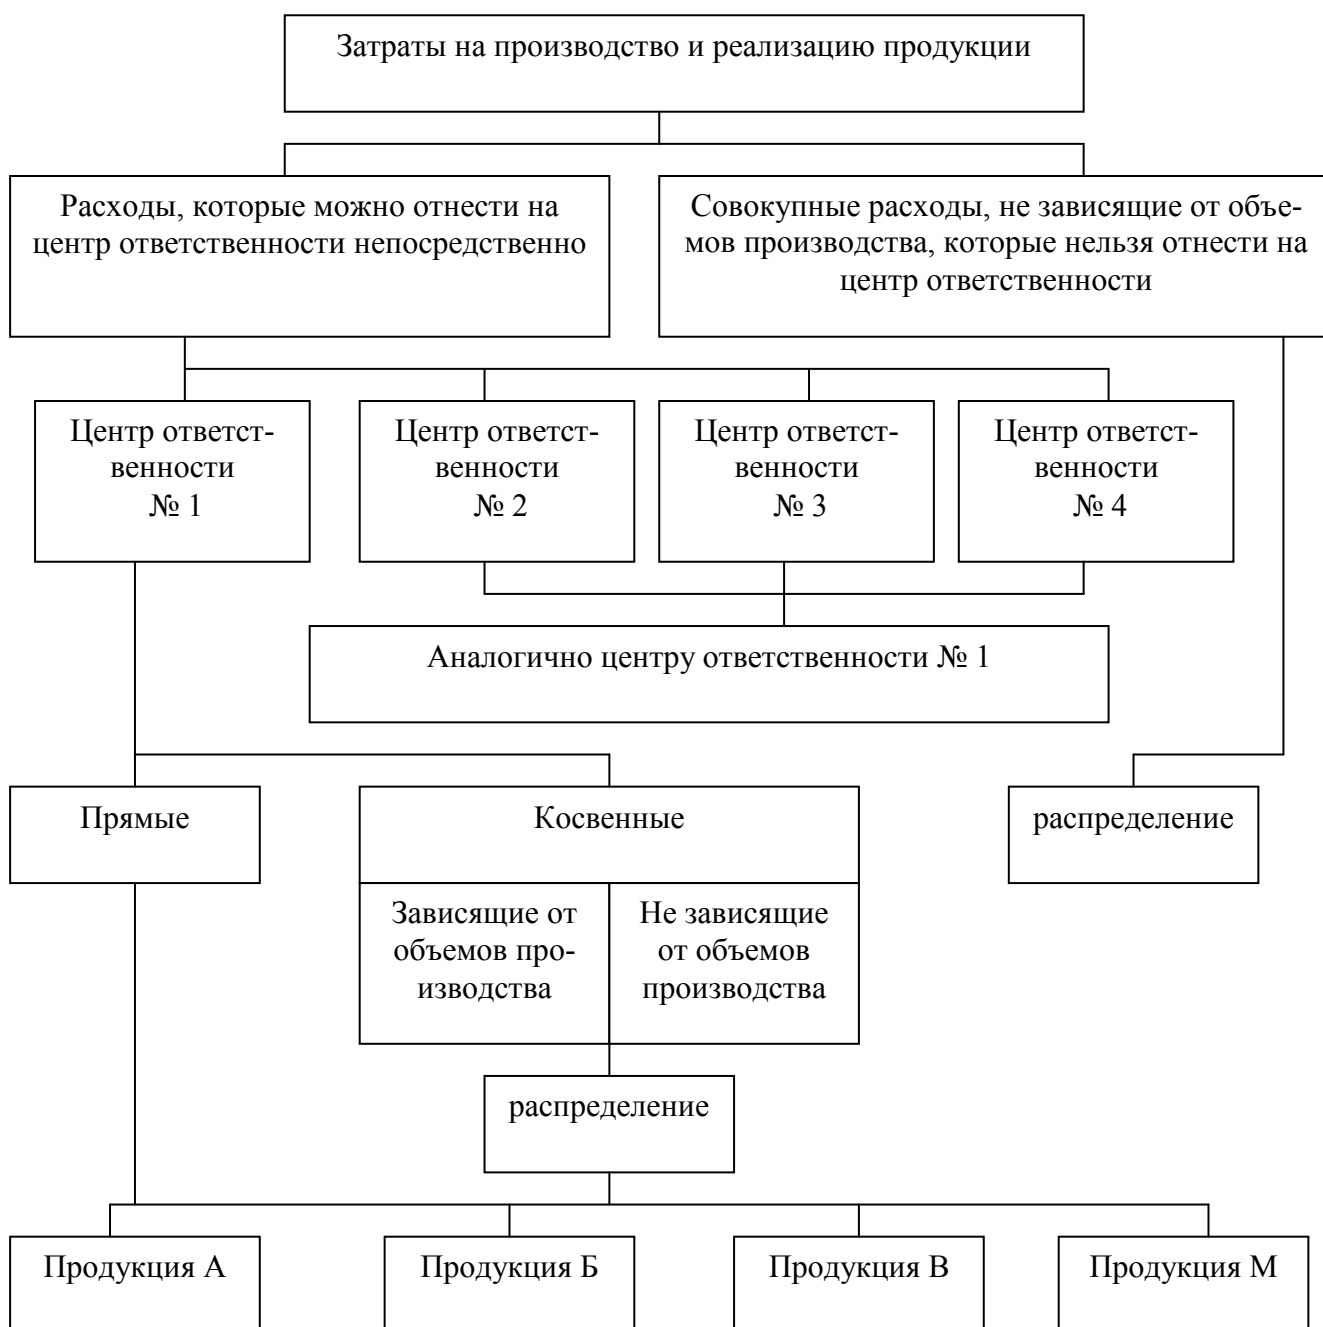 Затраты на производство и реализацию продукции
Расходы, которые можно отнести на
центр ответственности непосредственно
Совокупные расходы, не зависящие от объе-
мов производства, которые нельзя отнести на
центр ответственности
Центр ответст-
венности
№ 1
Центр ответст-
венности
№ 2
Центр ответст-
венности
№ 3
Центр ответст-
венности
№ 4
Аналогично центру ответственности № 1
Прямые
Косвенные
распределение
Зависящие от
объемов про-
изводства
Не зависящие
от объемов
производства
распределение
Продукция А
Продукция Б
Продукция В
Продукция М